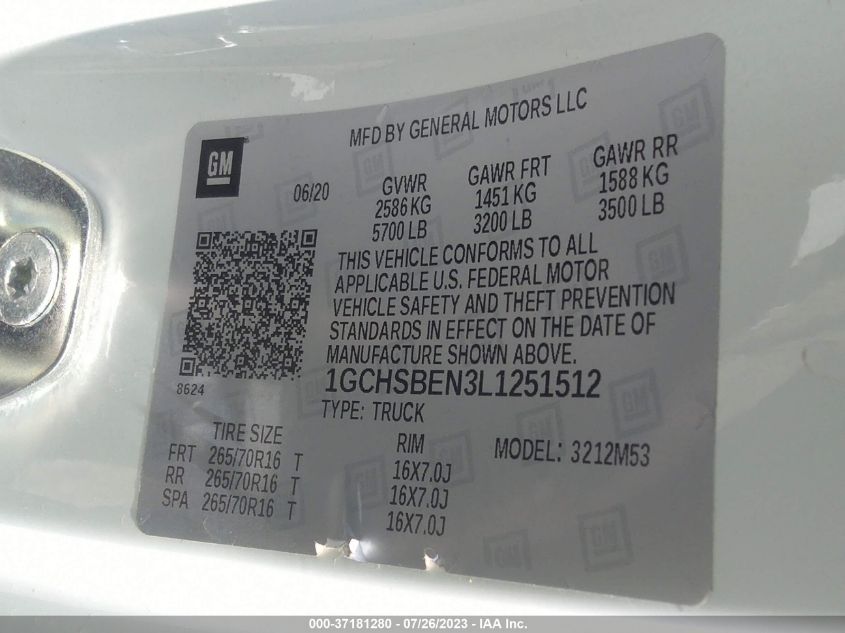 MFD BY GENERAL MOTORS LLC
GM
06/20 GVWR GAWR FRT GAWR RR
2586 KG 1451 KG 1588 KG
5700 LB 3200 LB 3500 LB
THIS VEHICLE CONFORMS TO ALL
APPLICABLE U.S. FEDERAL MOTOR
VEHICLE SAFETY AND THEFT PREVENTION
STANDARDS IN EFFECT ON THE DATE OF
MANUFACTURE SHOWN ABOVE.
8624
1GCHSBEN3L1251512
TYPE: TRUCK
TIRE SIZE RIM MODEL: 3212M53
FRT 265/70R16 T 16X7.0J
RR 265/70R16 T 16X7.0J
SPA 265/70R16 T 16X7.0J
000-37181280 - 07/26/2023 - IAA Inc.